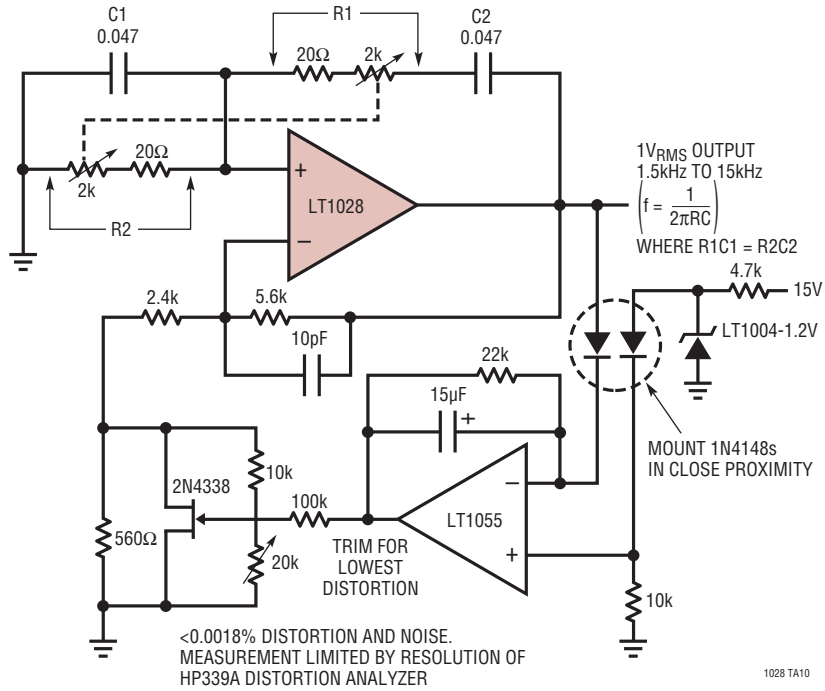 R1
C1
0.047
C2
0.047
20Ω
2k
20Ω
2k
R2
+
LT1028
–
1VRMS OUTPUT
1.5kHz TO 15kHz
(f = 1/2πRC)
WHERE R1C1 = R2C2
4.7k
15V
LT1004-1.2V
2.4k
5.6k
10pF
22k
15µF
+
MOUNT 1N4148s
IN CLOSE PROXIMITY
2N4338
10k
100k
–
LT1055
+
560Ω
20k
TRIM FOR
LOWEST
DISTORTION
10k
<0.0018% DISTORTION AND NOISE.
MEASUREMENT LIMITED BY RESOLUTION OF
HP339A DISTORTION ANALYZER
1028 TA10